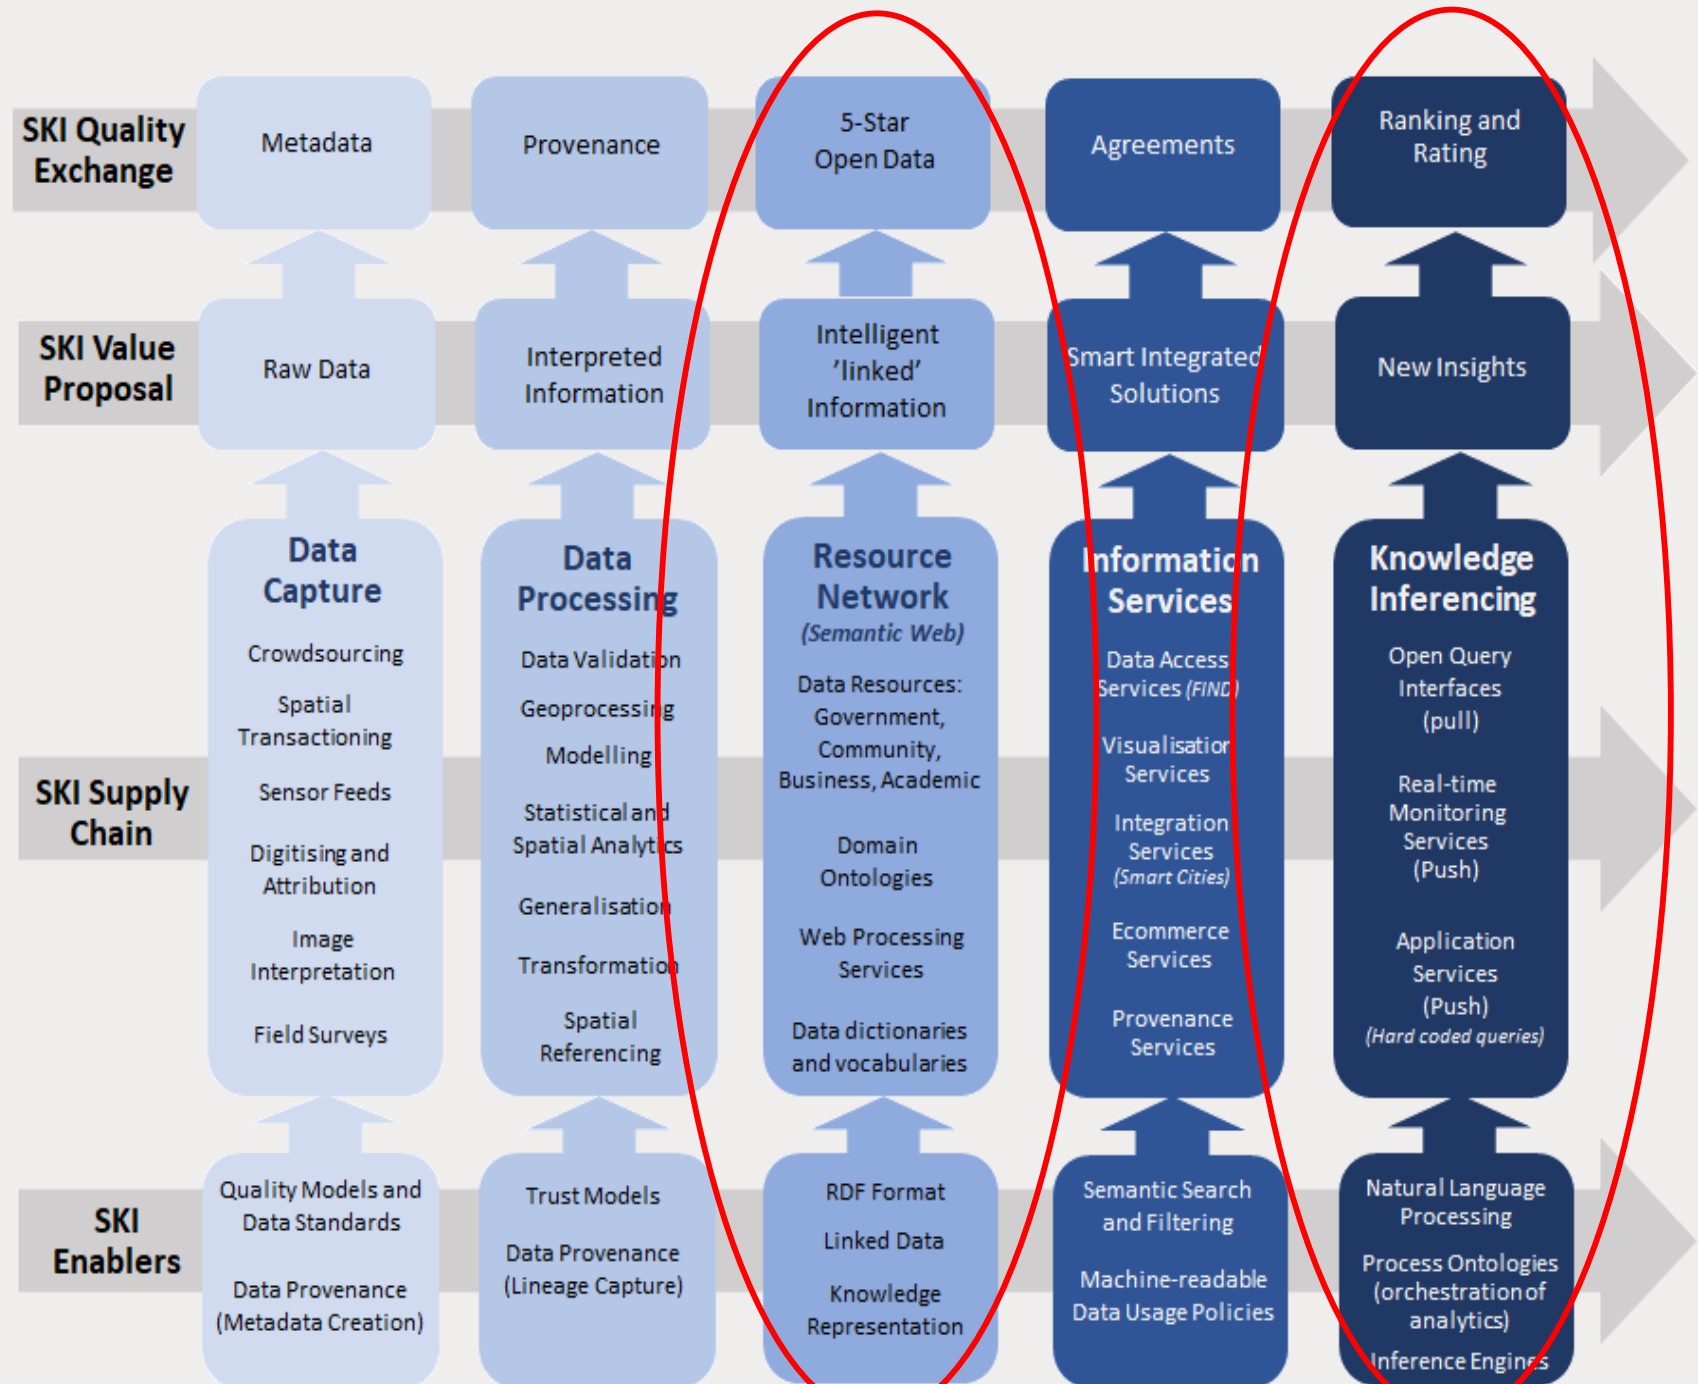 SKI Quality
Exchange
Metadata
Provenance
5-Star
Open Data
Agreements
Ranking and
Rating
SKI Value
Proposal
Raw Data
Interpreted
Information
Intelligent
'linked'
Information
Smart Integrated
Solutions
New Insights
SKI Supply
Chain
Data
Capture
Crowdsourcing
Spatial
Transactioning
Sensor Feeds
Digitising and
Attribution
Image
Interpretation
Field Surveys
Data
Processing
Data Validation
Geoprocessing
Modelling
Statistical and
Spatial Analytics
Generalisation
Transformation
Spatial
Referencing
Resource
Network
(Semantic Web)
Data Resources:
Government,
Community,
Business, Academic
Domain
Ontologies
Web Processing
Services
Data dictionaries
and vocabularies
Information
Services
Data Access
Services (FIND)
Visualisation
Services
Integration
Services
(Smart Cities)
Ecommerce
Services
Provenance
Services
Knowledge
Inferencing
Open Query
Interfaces
(pull)
Real-time
Monitoring
Services
(Push)
Application
Services
(Push)
(Hard coded queries)
SKI
Enablers
Quality Models and
Data Standards
Data Provenance
(Metadata Creation)
Trust Models
Data Provenance
(Lineage Capture)
RDF Format
Linked Data
Knowledge
Representation
Semantic Search
and Filtering
Machine-readable
Data Usage Policies
Natural Language
Processing
Process Ontologies
(orchestration of
analytics)
Inference Engines